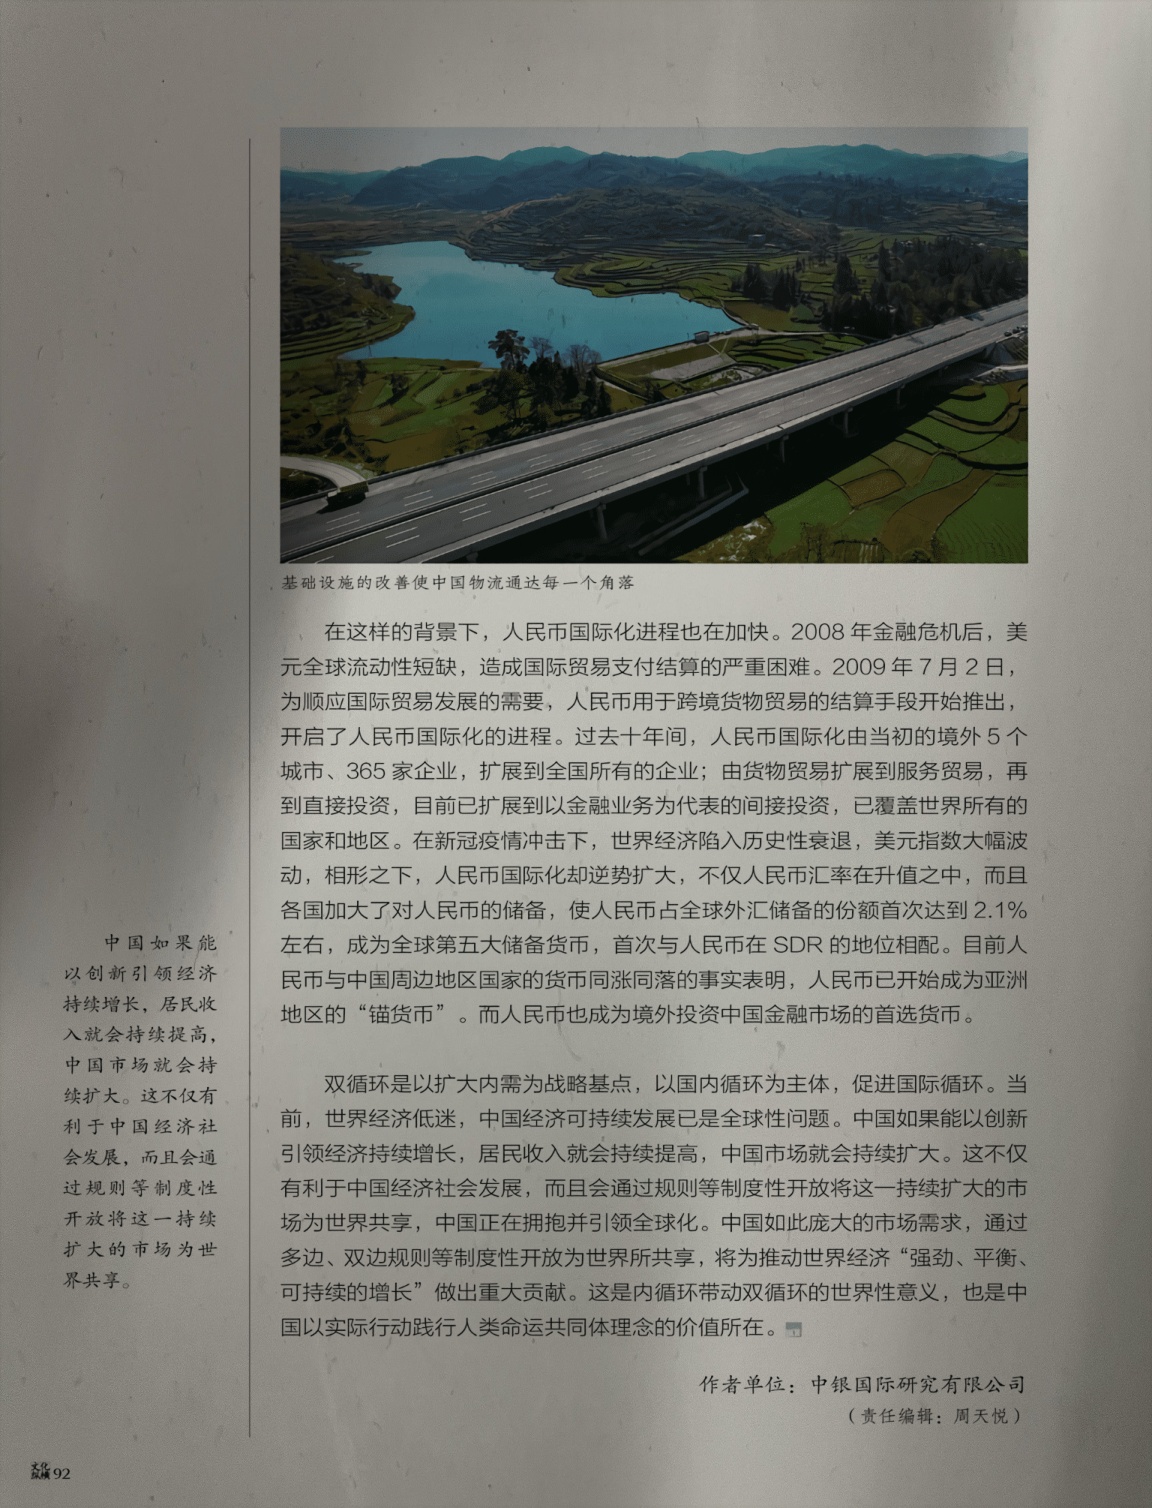 基础设施的改善使中国物流通达每一个角落
在这样的背景下，人民币国际化进程也在加快。2008 年金融危机后，美
元全球流动性短缺，造成国际贸易支付结算的严重困难。2009 年 7 月 2 日，
为顺应国际贸易发展的需要，人民币用于跨境货物贸易的结算手段开始推出，
开启了人民币国际化的进程。过去十年间，人民币国际化由当初的境外 5 个
城市、365 家企业，扩展到全国所有的企业；由货物贸易扩展到服务贸易，再
到直接投资，目前已扩展到以金融业务为代表的间接投资，已覆盖世界所有的
国家和地区。在新冠疫情冲击下，世界经济陷入历史性衰退，美元指数大幅波
动，相形之下，人民币国际化却逆势扩大，不仅人民币汇率在升值之中，而且
各国加大了对人民币的储备，使人民币占全球外汇储备的份额首次达到 2.1%
左右，成为全球第五大储备货币，首次与人民币在 SDR 的地位相配。目前人
民币与中国周边地区国家的货币同涨同落的事实表明，人民币已开始成为亚洲
地区的“锚货币”。而人民币也成为境外投资中国金融市场的首选货币。
双循环是以扩大内需为战略基点，以国内循环为主体，促进国际循环。当
前，世界经济低迷，中国经济可持续发展已是全球性问题。中国如果能以创新
引领经济持续增长，居民收入就会持续提高，中国市场就会持续扩大。这不仅
有利于中国经济社会发展，而且会通过规则等制度性开放将这一持续扩大的市
场为世界共享，中国正在拥抱并引领全球化。中国如此庞大的市场需求，通过
多边、双边规则等制度性开放为世界所共享，将为推动世界经济“强劲、平衡、
可持续的增长”做出重大贡献。这是内循环带动双循环的世界性意义，也是中
国以实际行动践行人类命运共同体理念的价值所在。
作者单位：中银国际研究有限公司
（责任编辑：周天悦）
中国如果能
以创新引领经济
持续增长，居民收
入就会持续提高，
中国市场就会持
续扩大。这不仅有
利于中国经济社
会发展，而且会通
过规则等制度性
开放将这一持续
扩大的市场为世
界共享。
文化
纵横 92